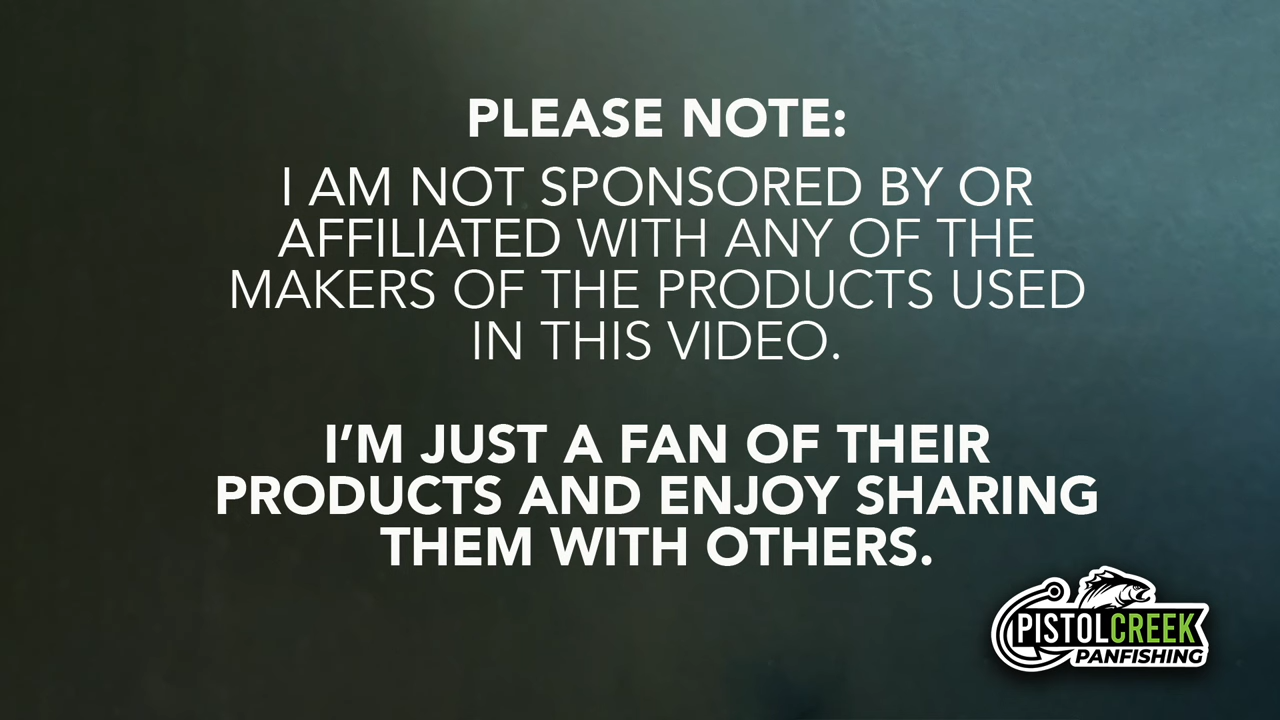 PLEASE NOTE:
I AM NOT SPONSORED BY OR
AFFILIATED WITH ANY OF THE
MAKERS OF THE PRODUCTS USED
IN THIS VIDEO.
I’M JUST A FAN OF THEIR
PRODUCTS AND ENJOY SHARING
THEM WITH OTHERS.
PISTOLCREEK
PANFISHING